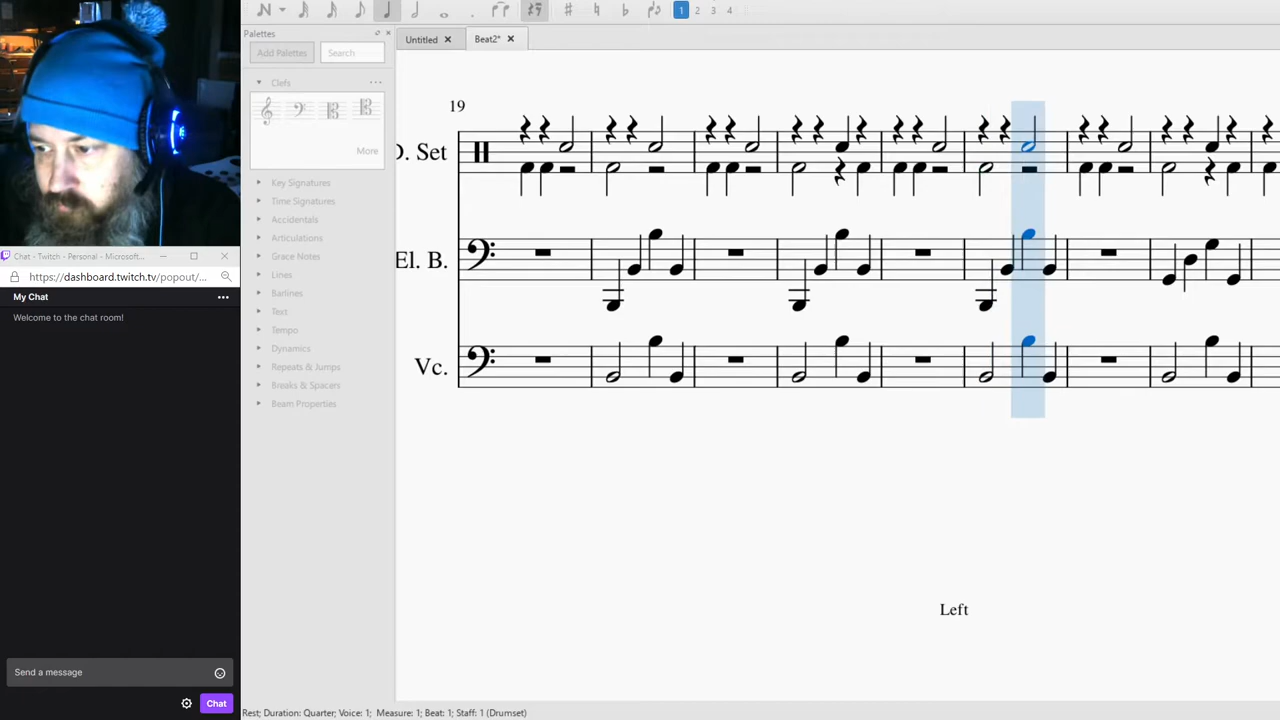 1 2 3 4
Palettes
Untitled
Beat2*
Add Palettes
Search
Clefs
More
Key Signatures
Time Signatures
Accidentals
Articulations
Grace Notes
Lines
Barlines
Text
Tempo
Dynamics
Repeats & Jumps
Breaks & Spacers
Beam Properties
19
D. Set
El. B.
Vc.
Left
Chat - Twitch - Personal - Microsoft...
https://dashboard.twitch.tv/popout/...
My Chat
Welcome to the chat room!
Send a message
Chat
Rest; Duration: Quarter; Voice: 1; Measure: 1; Beat: 1; Staff: 1 (Drumset)